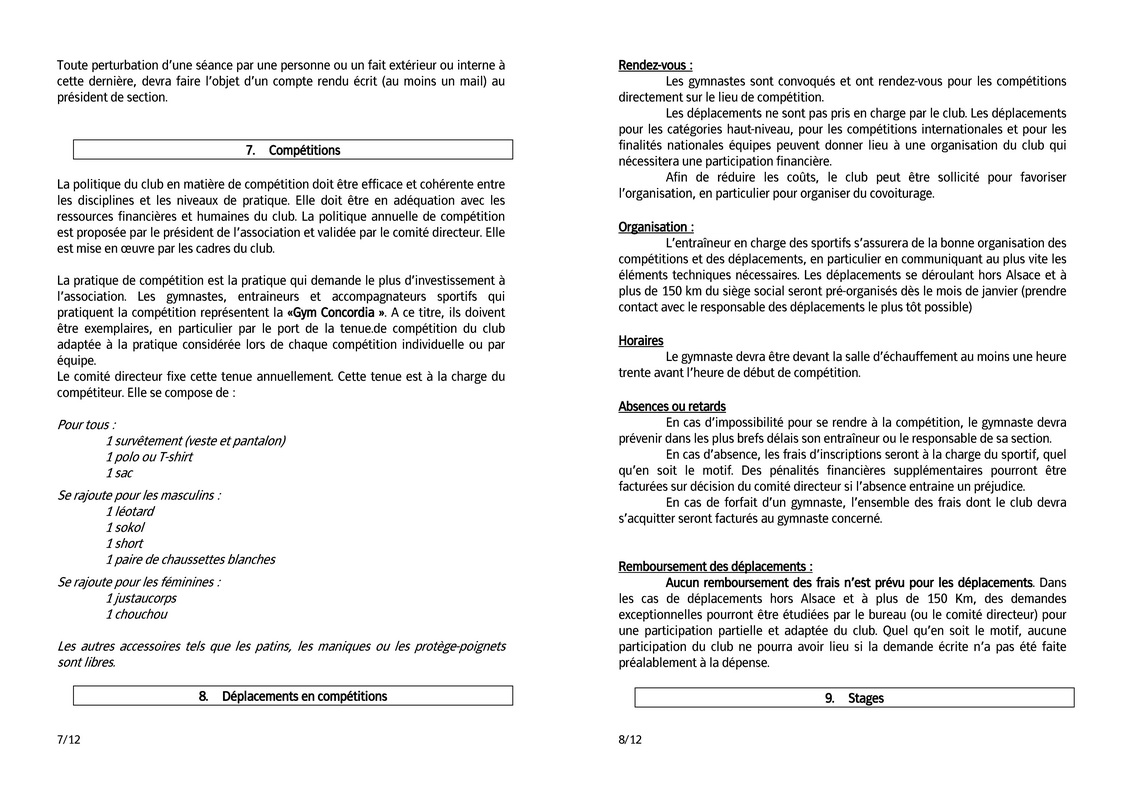 Toute perturbation d’une séance par une personne ou un fait extérieur ou interne à
cette dernière, devra faire l’objet d’un compte rendu écrit (au moins un mail) au
président de section.
7. Compétitions
La politique du club en matière de compétition doit être efficace et cohérente entre
les disciplines et les niveaux de pratique. Elle doit être en adéquation avec les
ressources financières et humaines du club. La politique annuelle de compétition
est proposée par le président de l’association et validée par le comité directeur. Elle
est mise en œuvre par les cadres du club.
La pratique de compétition est la pratique qui demande le plus d’investissement à
l’association. Les gymnastes, entraineurs et accompagnateurs sportifs qui
pratiquent la compétition représentent la «Gym Concordia ». A ce titre, ils doivent
être exemplaires, en particulier par le port de la tenue.de compétition du club
adaptée à la pratique considérée lors de chaque compétition individuelle ou par
équipe.
Le comité directeur fixe cette tenue annuellement. Cette tenue est à la charge du
compétiteur. Elle se compose de :
Pour tous :
1 survêtement (veste et pantalon)
1 polo ou T-shirt
1 sac
Se rajoute pour les masculins :
1 léotard
1 sokol
1 short
1 paire de chaussettes blanches
Se rajoute pour les féminines :
1 justaucorps
1 chouchou
Les autres accessoires tels que les patins, les maniques ou les protège-poignets
sont libres.
8. Déplacements en compétitions
7/12
Rendez-vous :
Les gymnastes sont convoqués et ont rendez-vous pour les compétitions
directement sur le lieu de compétition.
Les déplacements ne sont pas pris en charge par le club. Les déplacements
pour les catégories haut-niveau, pour les compétitions internationales et pour les
finalités nationales équipes peuvent donner lieu à une organisation du club qui
nécessitera une participation financière.
Afin de réduire les coûts, le club peut être sollicité pour favoriser
l’organisation, en particulier pour organiser du covoiturage.
Organisation :
L’entraîneur en charge des sportifs s’assurera de la bonne organisation des
compétitions et des déplacements, en particulier en communiquant au plus vite les
éléments techniques nécessaires. Les déplacements se déroulant hors Alsace et à
plus de 150 km du siège social seront pré-organisés dès le mois de janvier (prendre
contact avec le responsable des déplacements le plus tôt possible)
Horaires
Le gymnaste devra être devant la salle d’échauffement au moins une heure
trente avant l’heure de début de compétition.
Absences ou retards
En cas d’impossibilité pour se rendre à la compétition, le gymnaste devra
prévenir dans les plus brefs délais son entraîneur ou le responsable de sa section.
En cas d’absence, les frais d’inscriptions seront à la charge du sportif, quel
qu’en soit le motif. Des pénalités financières supplémentaires pourront être
facturées sur décision du comité directeur si l’absence entraine un préjudice.
En cas de forfait d’un gymnaste, l’ensemble des frais dont le club devra
s’acquitter seront facturés au gymnaste concerné.
Remboursement des déplacements :
Aucun remboursement des frais n’est prévu pour les déplacements. Dans
les cas de déplacements hors Alsace et à plus de 150 Km, des demandes
exceptionnelles pourront être étudiées par le bureau (ou le comité directeur) pour
une participation partielle et adaptée du club. Quel qu’en soit le motif, aucune
participation du club ne pourra avoir lieu si la demande écrite n’a pas été faite
préalablement à la dépense.
9. Stages
8/12